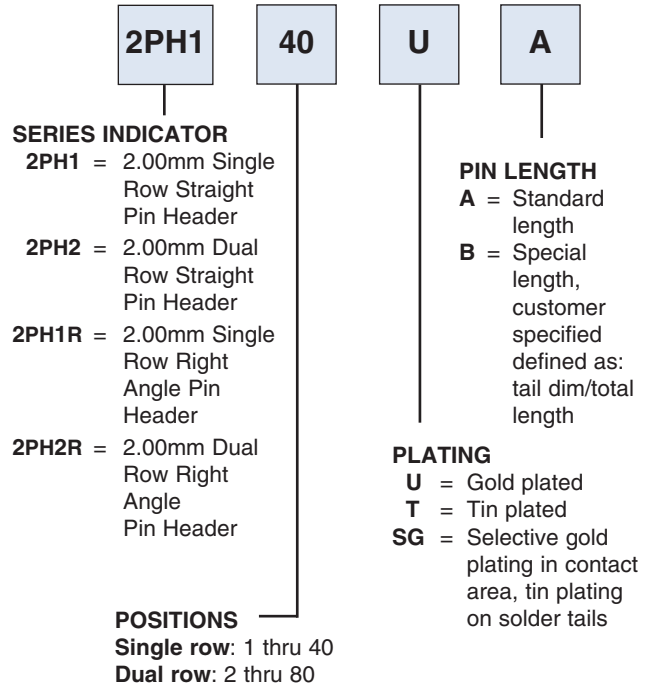 2PH1 40 U A
SERIES INDICATOR
2PH1 = 2.00mm Single
Row Straight
Pin Header
2PH2 = 2.00mm Dual
Row Straight
Pin Header
2PH1R = 2.00mm Single
Row Right
Angle Pin
Header
2PH2R = 2.00mm Dual
Row Right
Angle
Pin Header
POSITIONS
Single row: 1 thru 40
Dual row: 2 thru 80
PLATING
U = Gold plated
T = Tin plated
SG = Selective gold
plating in contact
area, tin plating
on solder tails
PIN LENGTH
A = Standard
length
B = Special
length,
customer
specified
defined as:
tail dim/total
length